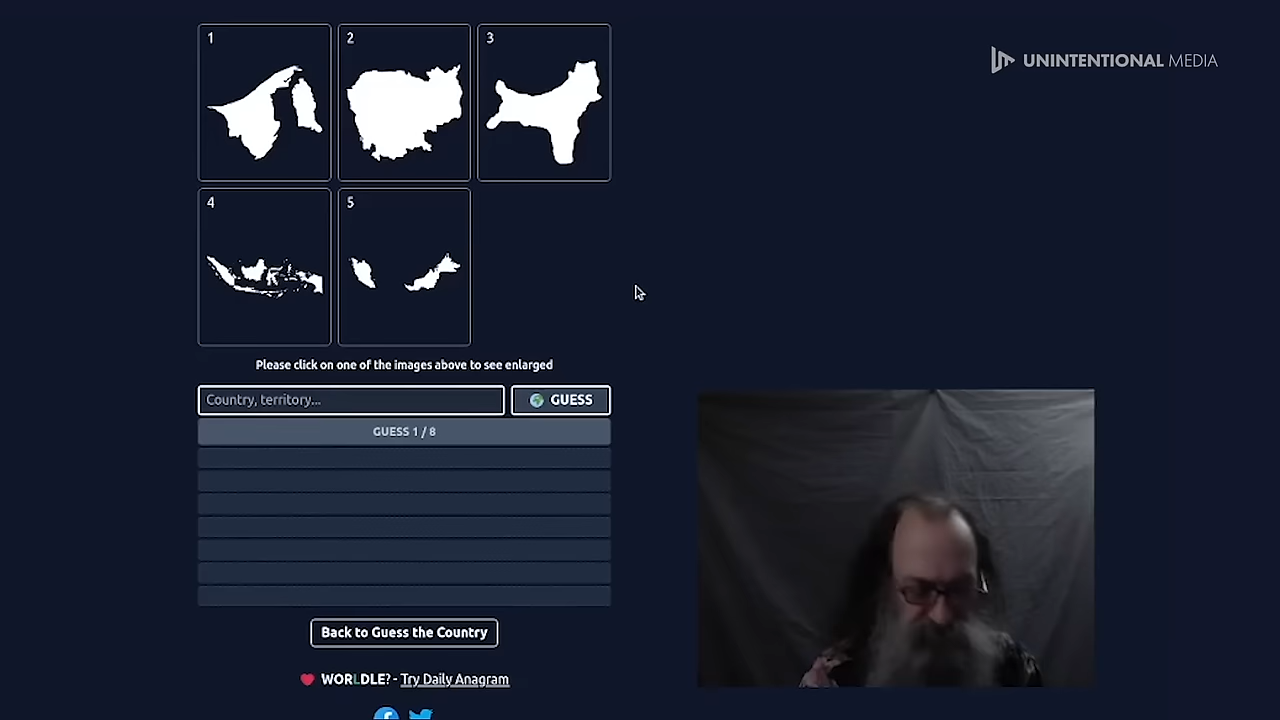 1
2
3
UNINTENTIONAL MEDIA
4
5
Please click on one of the images above to see enlarged
Country, territory...
GUESS
GUESS 1 / 8
Back to Guess the Country
WORLDLE? - Try Daily Anagram